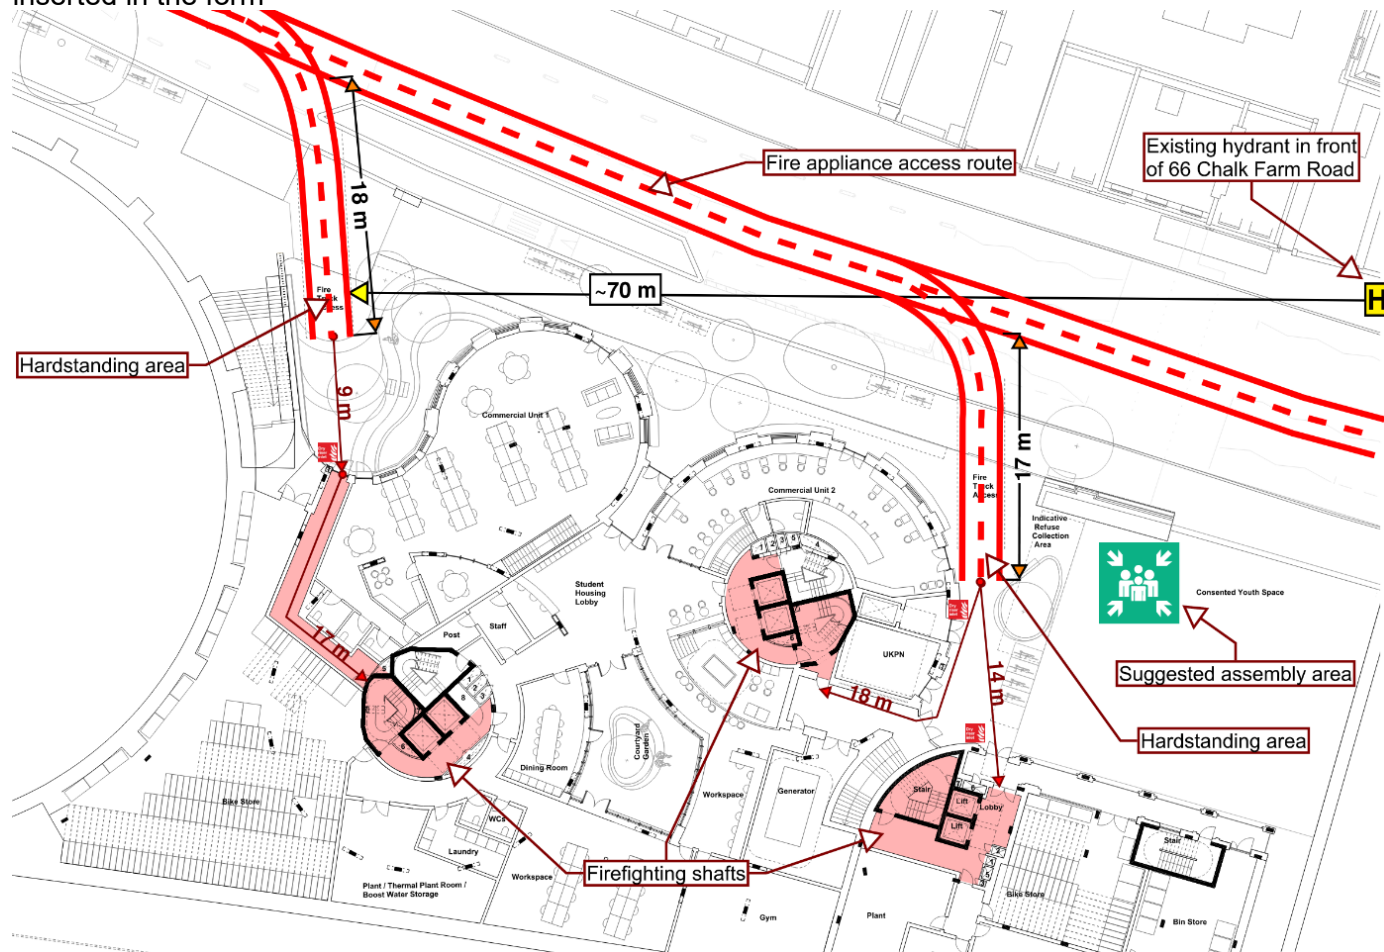 inserted in the form
Existing hydrant in front
of 66 Chalk Farm Road
Fire appliance access route
18 m
~70 m
H
Fire
Truck
Access
Hardstanding area
9 m
Commercial Unit 1
17 m
Commercial Unit 2
Fire
Truck
Access
Indicative
Refuse
Collection
Area
Consented Youth Space
Student
Housing
Lobby
Staff
Post
UKPN
Suggested assembly area
17 m
18 m
14 m
Hardstanding area
Courtyard
Garden
Dining Room
Workspace
Generator
Stair
Lift
Lobby
Lift
Bike Store
WCs
Laundry
Plant / Thermal Plant Room /
Boost Water Storage
Workspace
Firefighting shafts
Gym
Plant
Bike Store
Stair
Bin Store